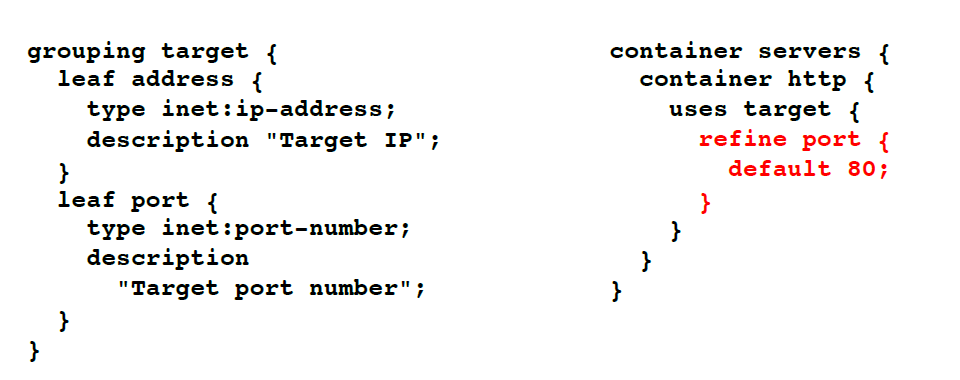 grouping target {
  leaf address {
    type inet:ip-address;
    description "Target IP";
  }
  leaf port {
    type inet:port-number;
    description
      "Target port number";
  }
}
container servers {
  container http {
    uses target {
      refine port {
        default 80;
      }
    }
  }
}